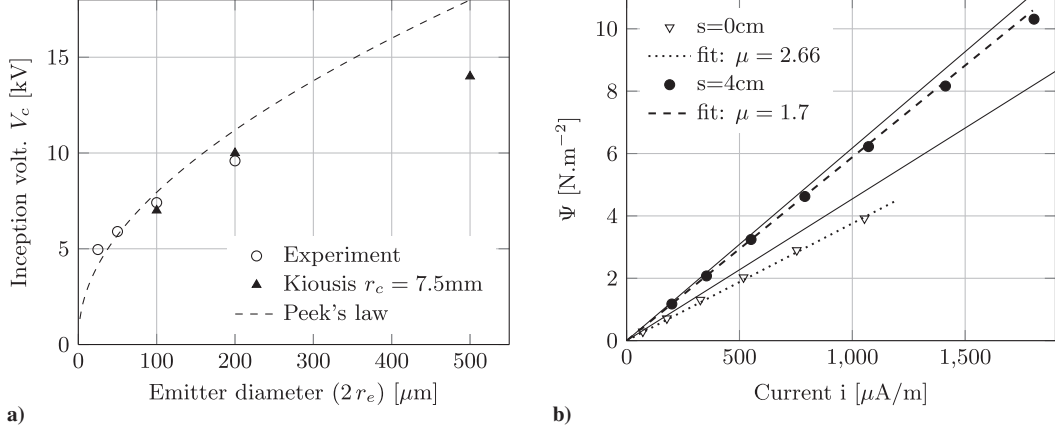 15
10
5
0
0
100
200
300
400
500
Inception volt. V_c [kV]
Emitter diameter (2 r_e) [μm]
Experiment
Kiousis r_c = 7.5mm
Peek's law
a)
10
8
6
4
2
0
0
500
1,000
1,500
Ψ [N.m⁻²]
Current i [μA/m]
s=0cm
fit: μ = 2.66
s=4cm
fit: μ = 1.7
b)